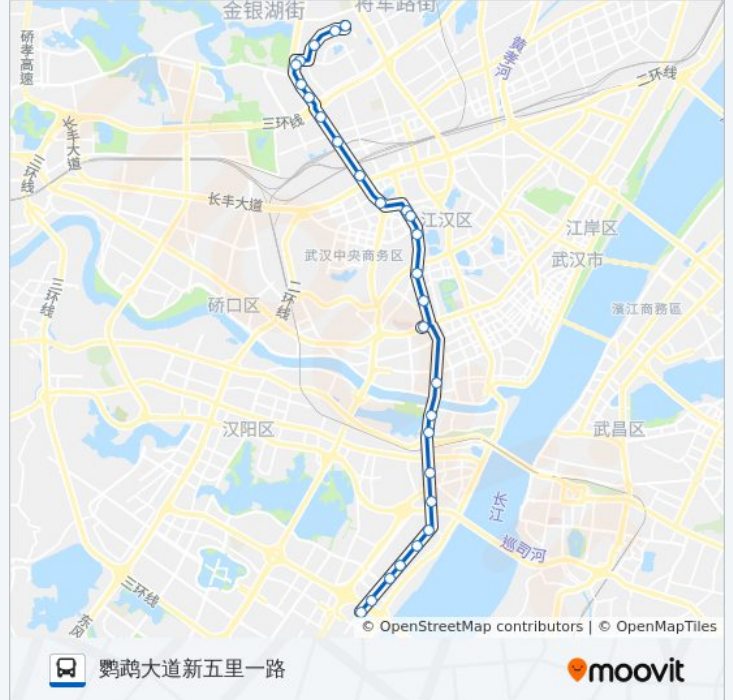 金银湖街
将军路街
硚孝高速
黄孝河
二环线
长丰大道
三环线
三环线
长丰大道
江汉区
江岸区
武汉中央商务区
武汉市
三环线
硚口区
二环线
濱江商務區
汉阳区
武昌区
长江
巡司河
三环线
东风
© OpenStreetMap contributors | © OpenMapTiles
鹦鹉大道新五里一路
moovit